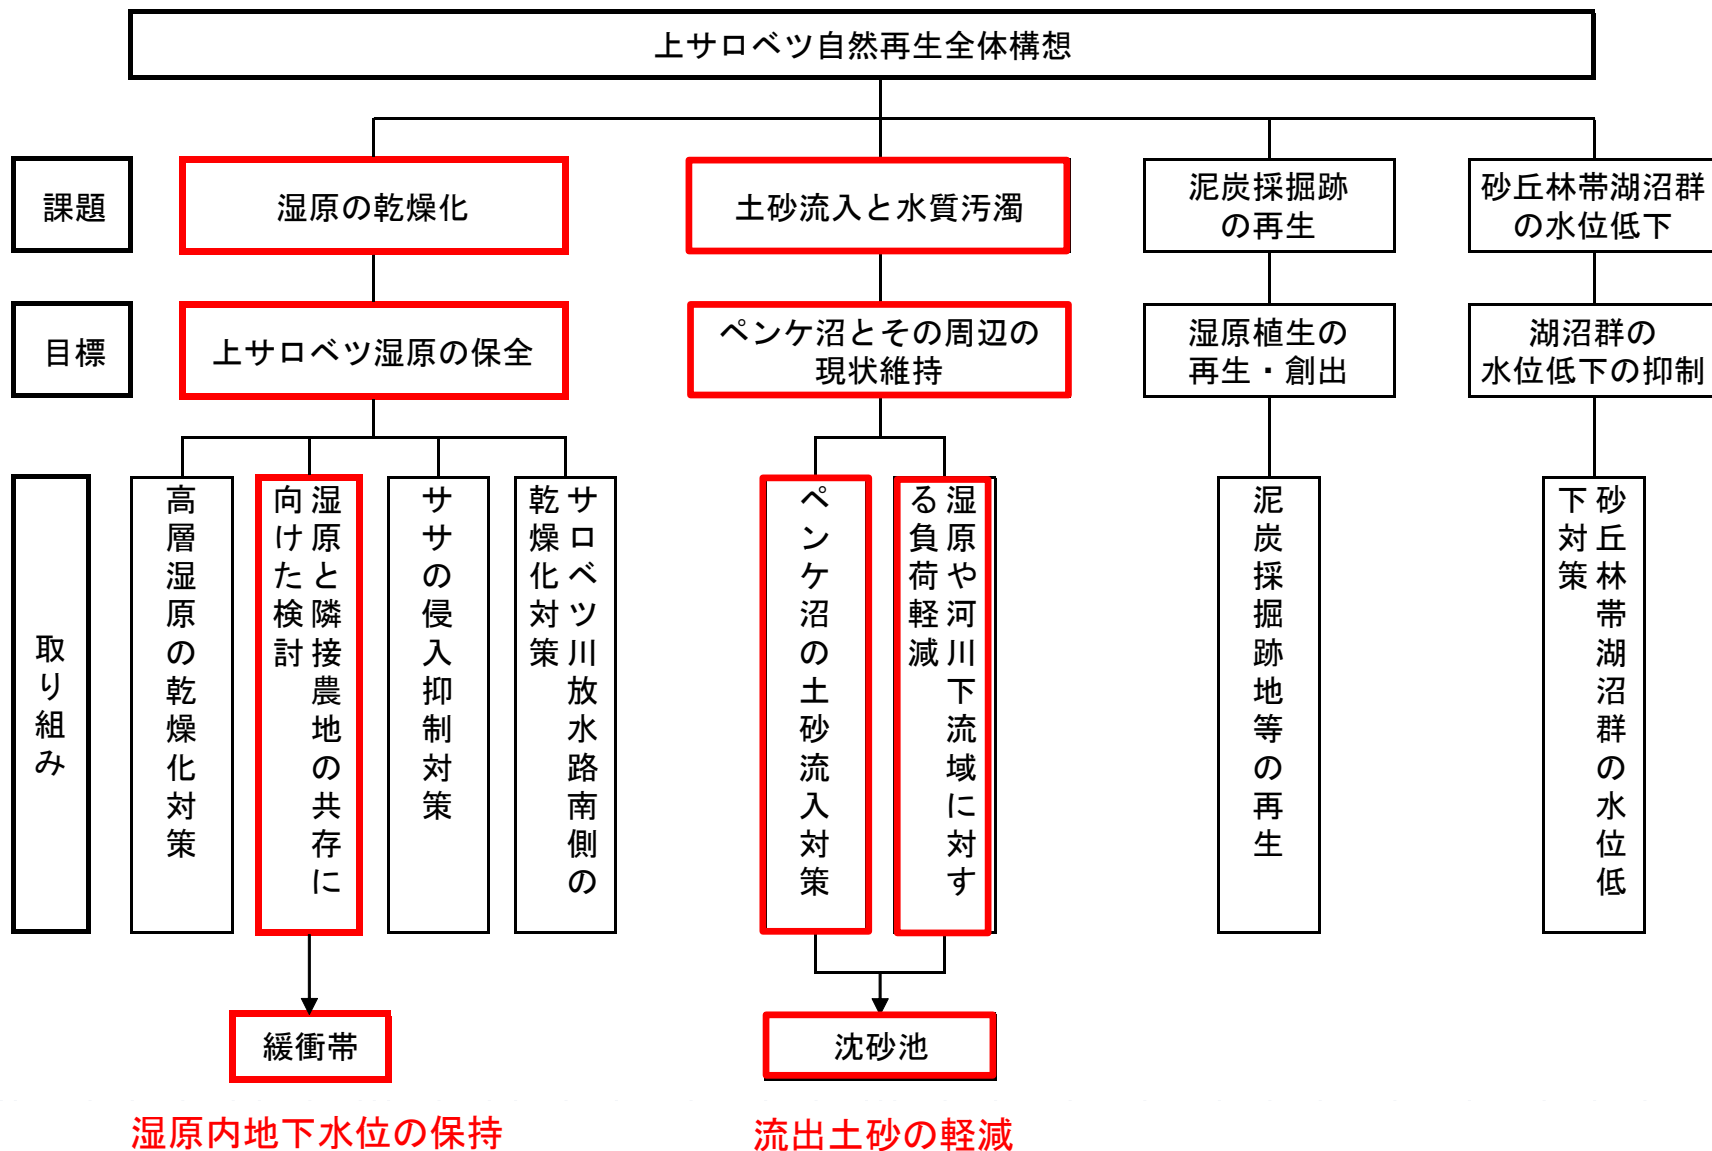 上サロベツ自然再生全体構想
課題
湿原の乾燥化
土砂流入と水質汚濁
泥炭採掘跡
の再生
砂丘林帯湖沼群
の水位低下
目標
上サロベツ湿原の保全
ペンケ沼とその周辺の
現状維持
湿原植生の
再生・創出
湖沼群の
水位低下の抑制
取り組み
高層湿原の乾燥化対策
湿原と隣接農地の共存に
向けた検討
ササの侵入抑制対策
サロベツ川放水路南側の
乾燥化対策
ペンケ沼の土砂流入対策
湿原や河川下流域に対す
る負荷軽減
泥炭採掘跡地等の再生
砂丘林帯湖沼群の水位低
下対策
緩衝帯
沈砂池
湿原内地下水位の保持
流出土砂の軽減